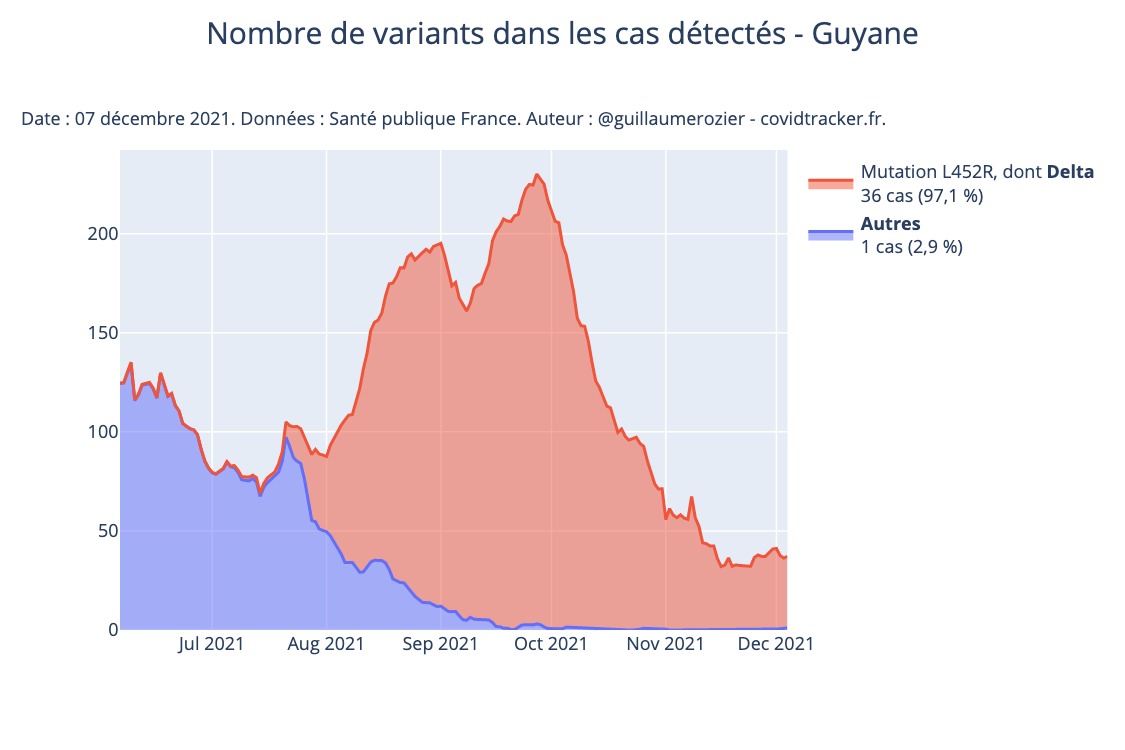 Nombre de variants dans les cas détectés - Guyane
Date : 07 décembre 2021. Données : Santé publique France. Auteur : @guillaumerozier - covidtracker.fr.
Mutation L452R, dont Delta
36 cas (97,1 %)
Autres
1 cas (2,9 %)
200
150
100
50
0
Jul 2021
Aug 2021
Sep 2021
Oct 2021
Nov 2021
Dec 2021